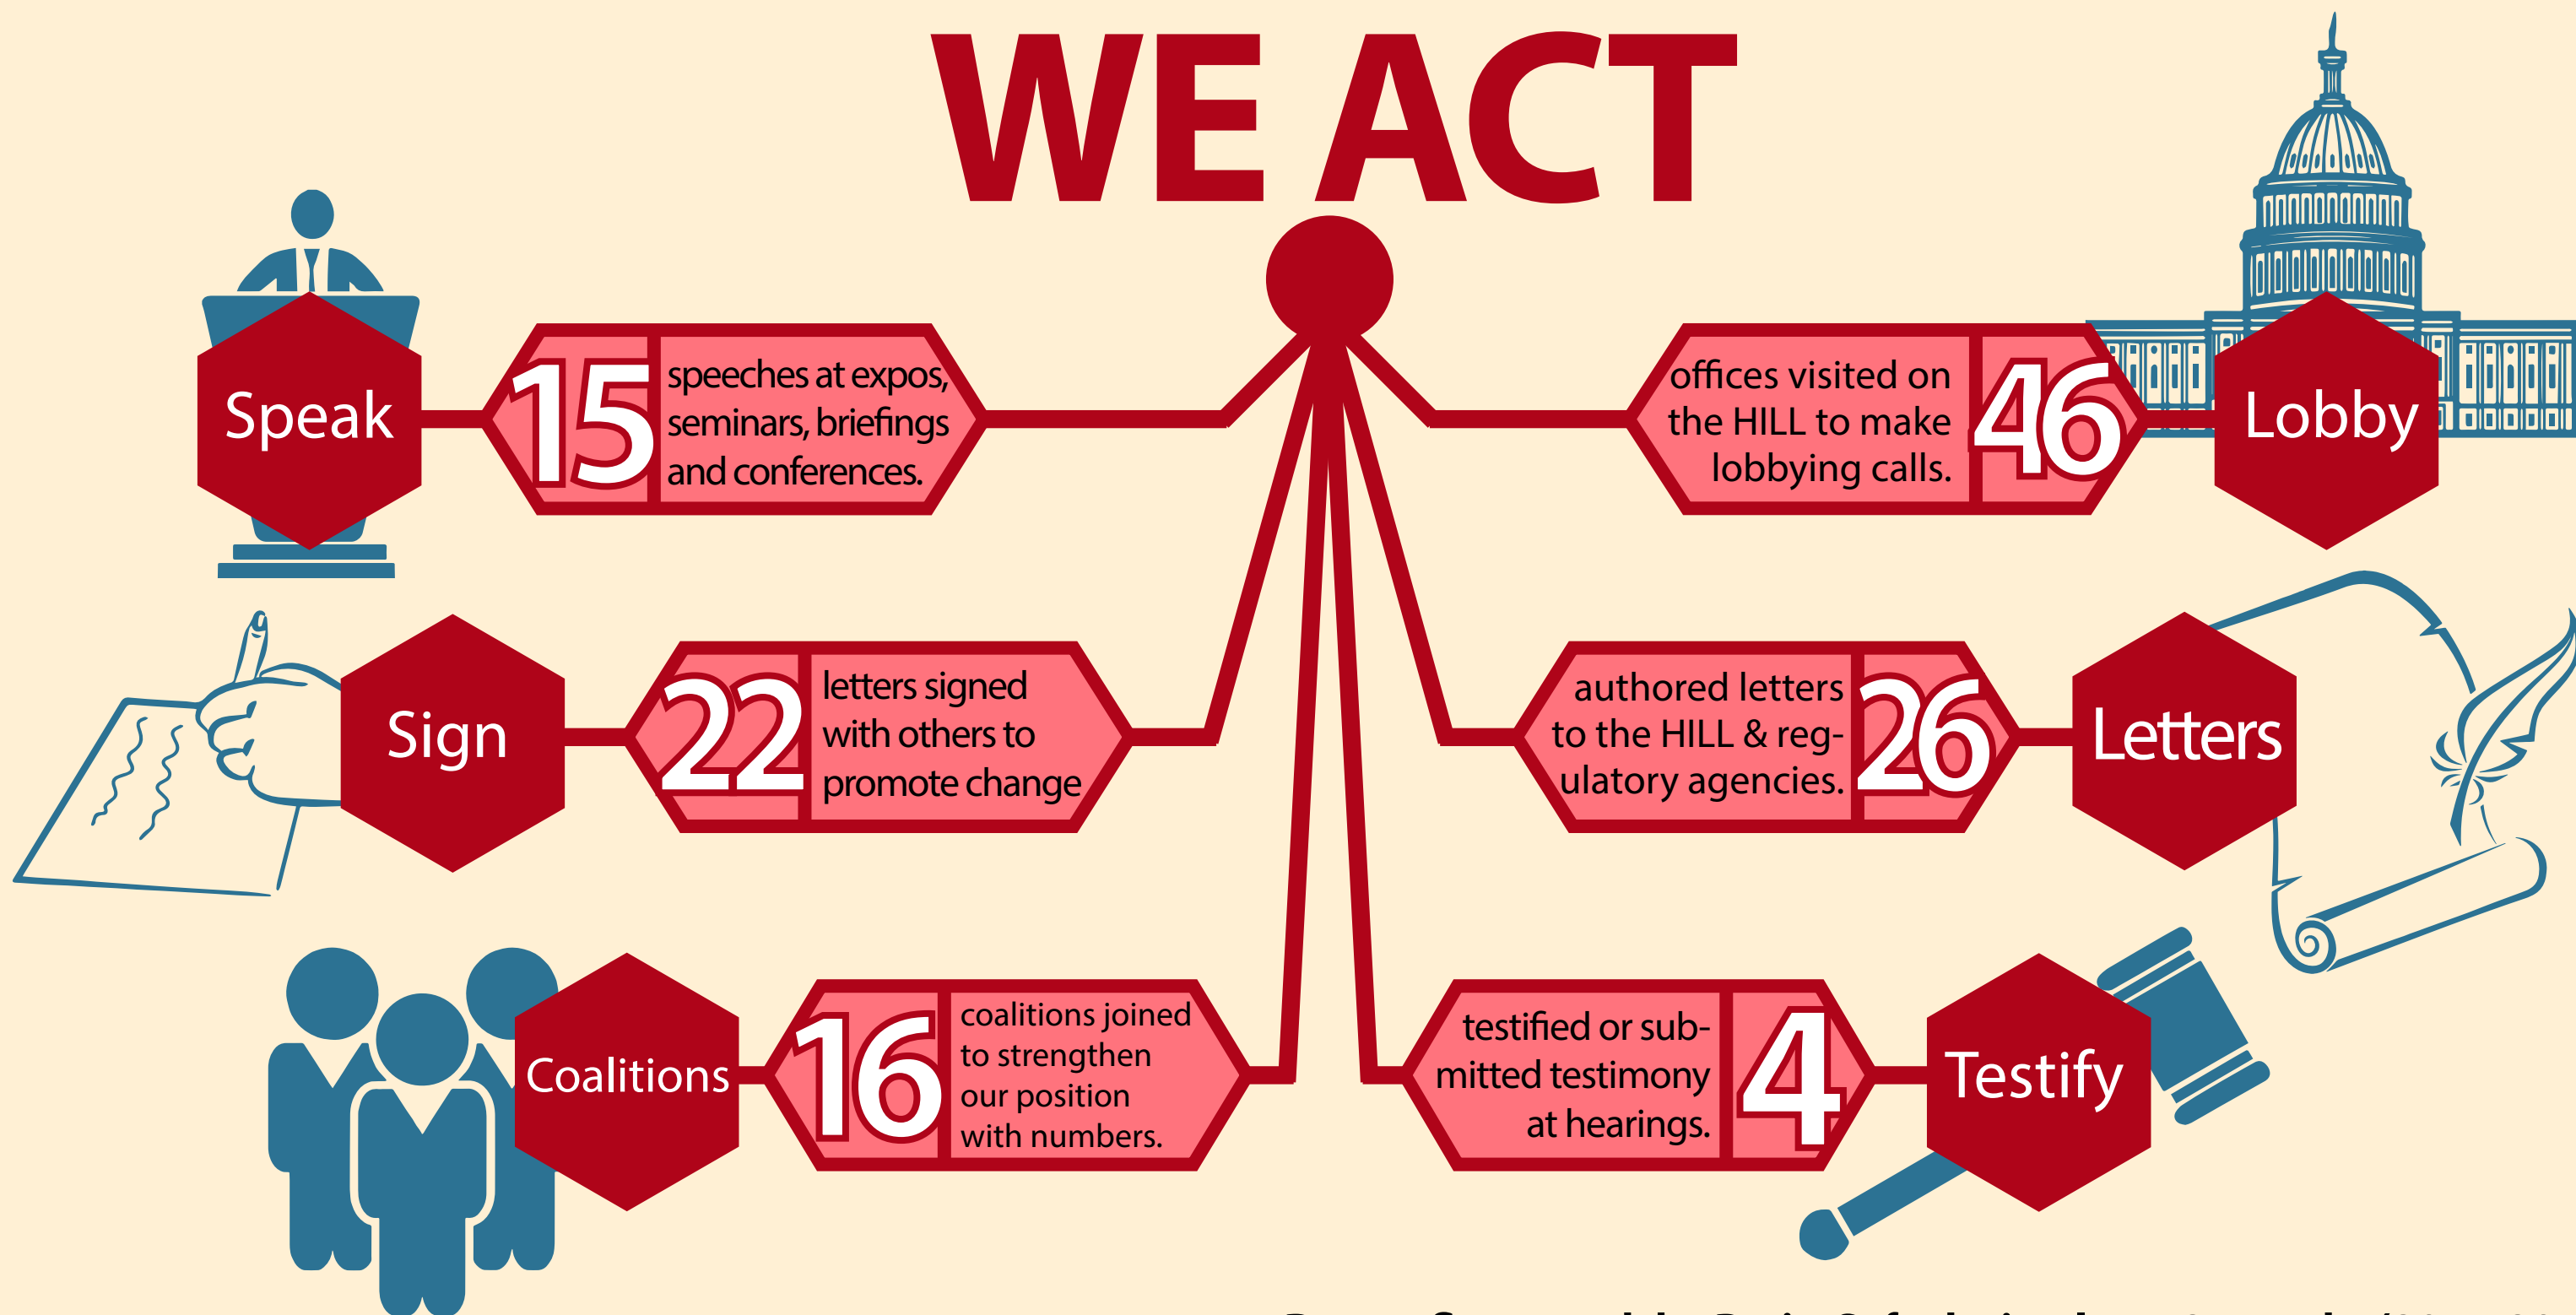 WE ACT
Speak
15
speeches at expos,
seminars, briefings
and conferences.
offices visited on
the HILL to make
lobbying calls.
46
Lobby
Sign
22
letters signed
with others to
promote change
authored letters
to the HILL & reg-
ulatory agencies.
26
Letters
Coalitions
16
coalitions joined
to strengthen
our position
with numbers.
testified or sub-
mitted testimony
at hearings.
4
Testify